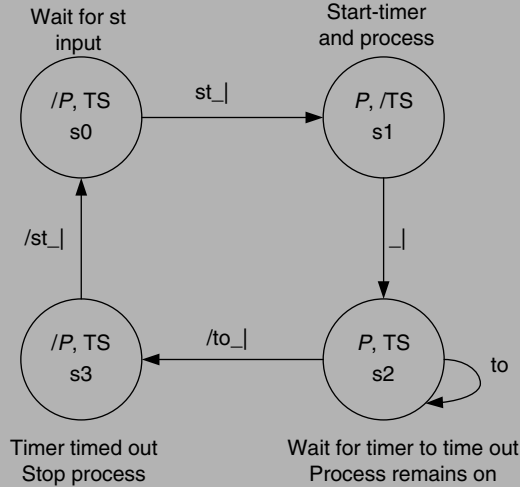 Wait for st
input
Start-timer
and process
/P, TS
s0
st_|
P, /TS
s1
/st_|
_|
/P, TS
s3
/to_|
P, TS
s2
to
Timer timed out
Stop process
Wait for timer to time out
Process remains on